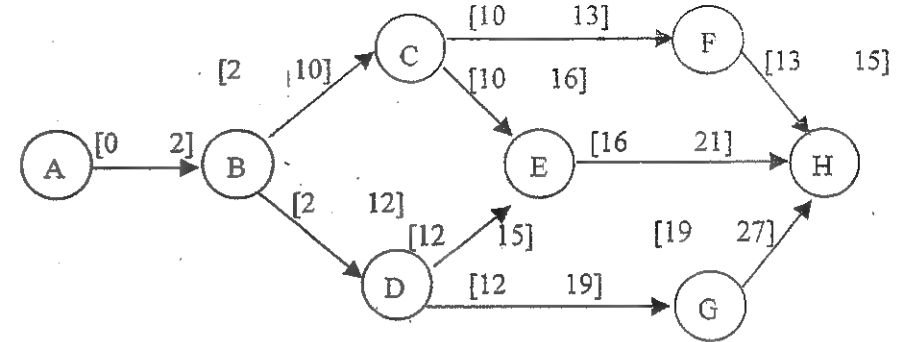 [10 13]
F
C
[2 10]
[10 16]
[13 15]
[0 2]
A
B
E
[16 21]
H
[2 12]
[12 15]
[19 27]
D
[12 19]
G